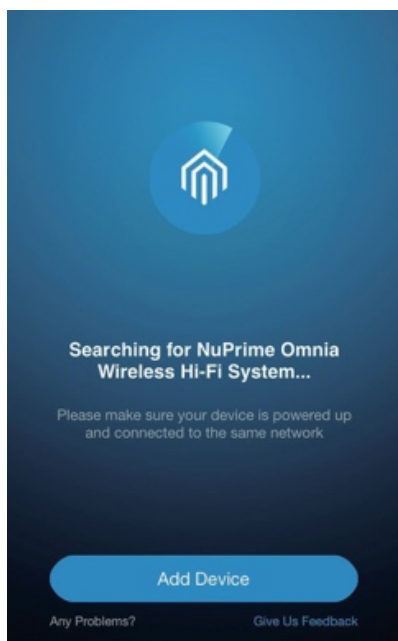 Searching for NuPrime Omnia
Wireless Hi-Fi System...
Please make sure your device is powered up
and connected to the same network
Add Device
Any Problems?
Give Us Feedback